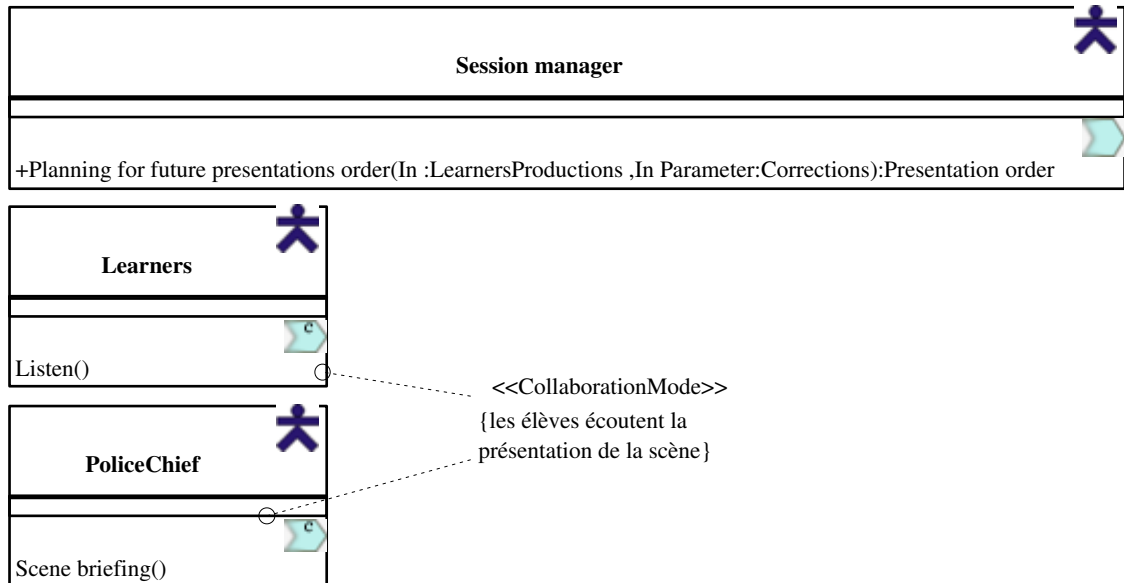 Session manager
+Planning for future presentations order(In :LearnersProductions ,In Parameter:Corrections):Presentation order
Learners
c
Listen()
<<CollaborationMode>>
{les élèves écoutent la
présentation de la scène}
PoliceChief
c
Scene briefing()